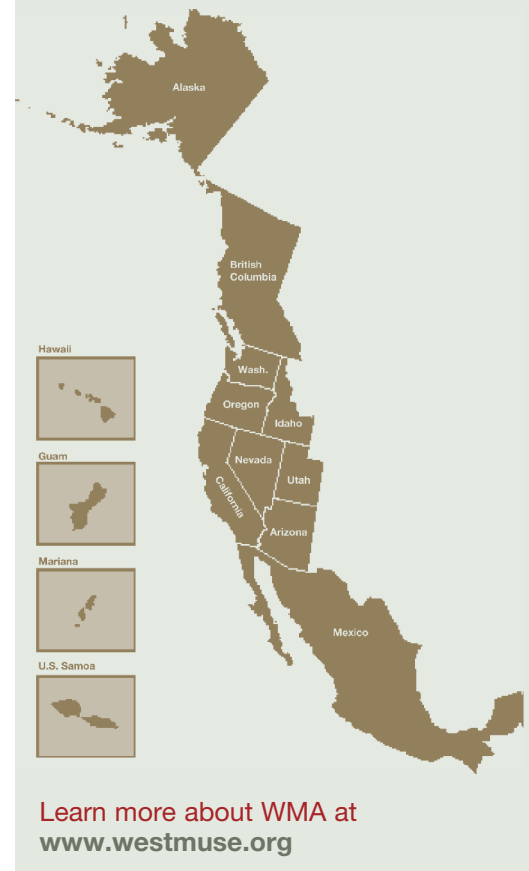 Alaska
British
Columbia
Hawaii
Wash.
Oregon
Idaho
Guam
Nevada
Utah
California
Arizona
Mariana
Mexico
U.S. Samoa
Learn more about WMA at
www.westmuse.org